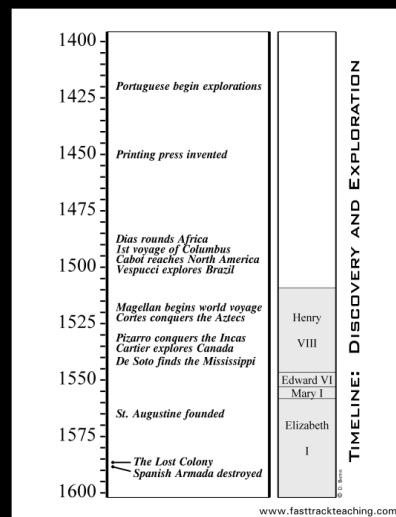 1400
1425
1450
1475
1500
1525
1550
1575
1600
Portuguese begin explorations
Printing press invented
Dias rounds Africa
1st voyage of Columbus
Cabot reaches North America
Vespucci explores Brazil
Magellan begins world voyage
Cortes conquers the Aztecs
Pizarro conquers the Incas
Cartier explores Canada
De Soto finds the Mississippi
St. Augustine founded
The Lost Colony
Spanish Armada destroyed
Henry
VIII
Edward VI
Mary I
Elizabeth
I
TIMELINE: DISCOVERY AND EXPLORATION
© D. Burns
www.fasttrackteaching.com